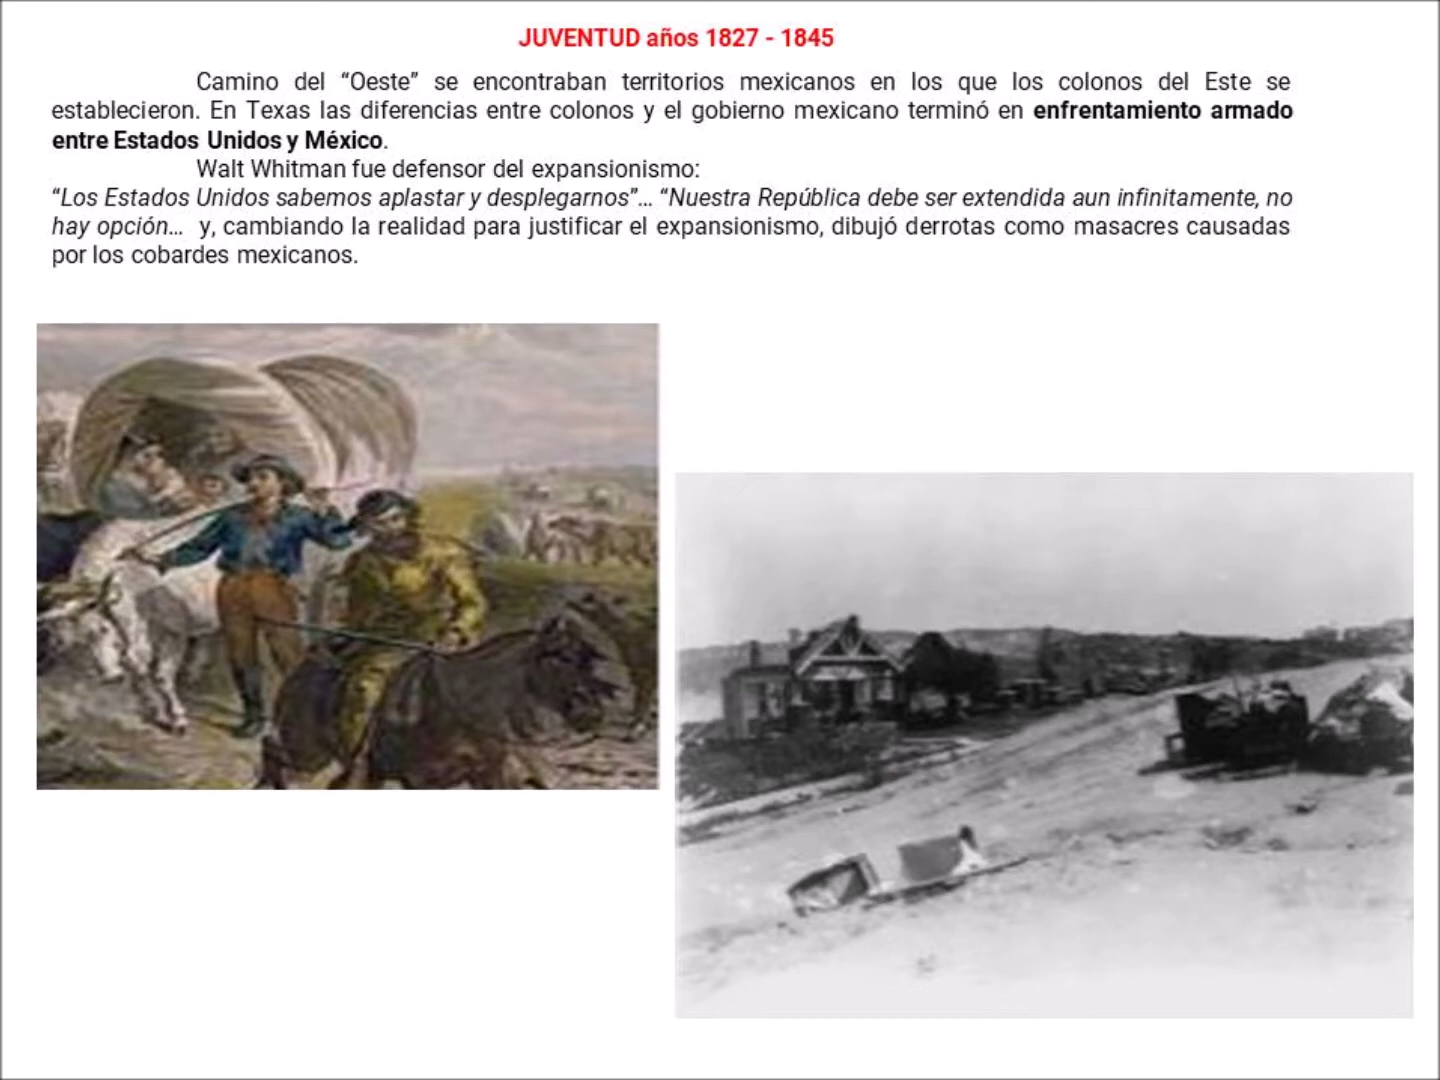 JUVENTUD años 1827 - 1845
Camino del “Oeste” se encontraban territorios mexicanos en los que los colonos del Este se
establecieron. En Texas las diferencias entre colonos y el gobierno mexicano terminó en enfrentamiento armado
entre Estados Unidos y México.
Walt Whitman fue defensor del expansionismo:
“Los Estados Unidos sabemos aplastar y desplegarnos”... “Nuestra República debe ser extendida aun infinitamente, no
hay opción... y, cambiando la realidad para justificar el expansionismo, dibujó derrotas como masacres causadas
por los cobardes mexicanos.